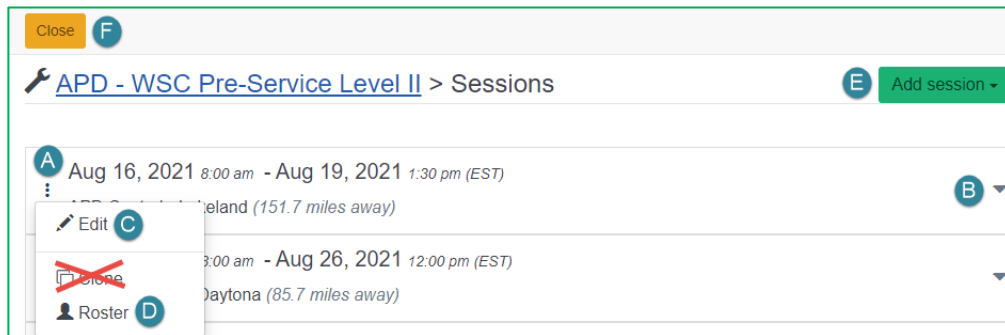 Close F
APD - WSC Pre-Service Level II > Sessions E Add session
A Aug 16, 2021 8:00 am - Aug 19, 2021 1:30 pm (EST) B
eland (151.7 miles away)
Edit C
:00 am - Aug 26, 2021 12:00 pm (EST)
Clone
Daytona (85.7 miles away)
Roster D